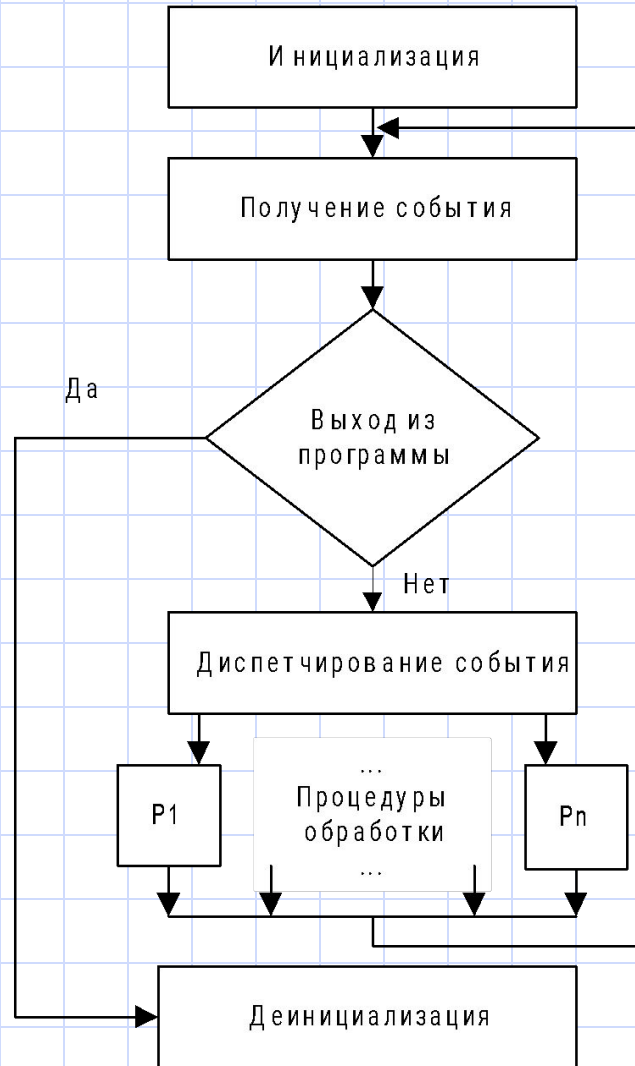 Инициализация
Получение события
Да
Выход из
программы
Нет
Диспетчирование события
...
P1
Процедуры
обработки
Pn
...
Деинициализация